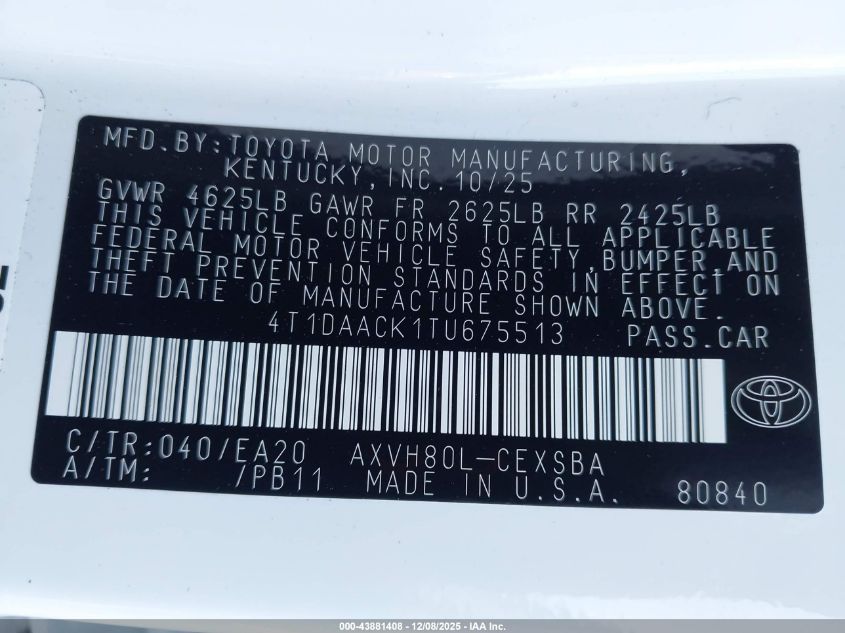 MFD.BY:TOYOTA MOTOR MANUFACTURING,
KENTUCKY,INC.10/25
GVWR 4625LB GAWR FR 2625LB RR 2425LB
THIS VEHICLE CONFORMS TO ALL APPLICABLE
FEDERAL MOTOR VEHICLE SAFETY,BUMPER,AND
THEFT PREVENTION STANDARDS IN EFFECT ON
THE DATE OF MANUFACTURE SHOWN ABOVE.
4T1DAACK1TU675513 PASS.CAR
C/TR:040/EA20 AXVH80L-CEXSBA
A/TM: /PB11 MADE IN U.S.A. 80840
000-43881408 - 12/08/2025 - IAA Inc.